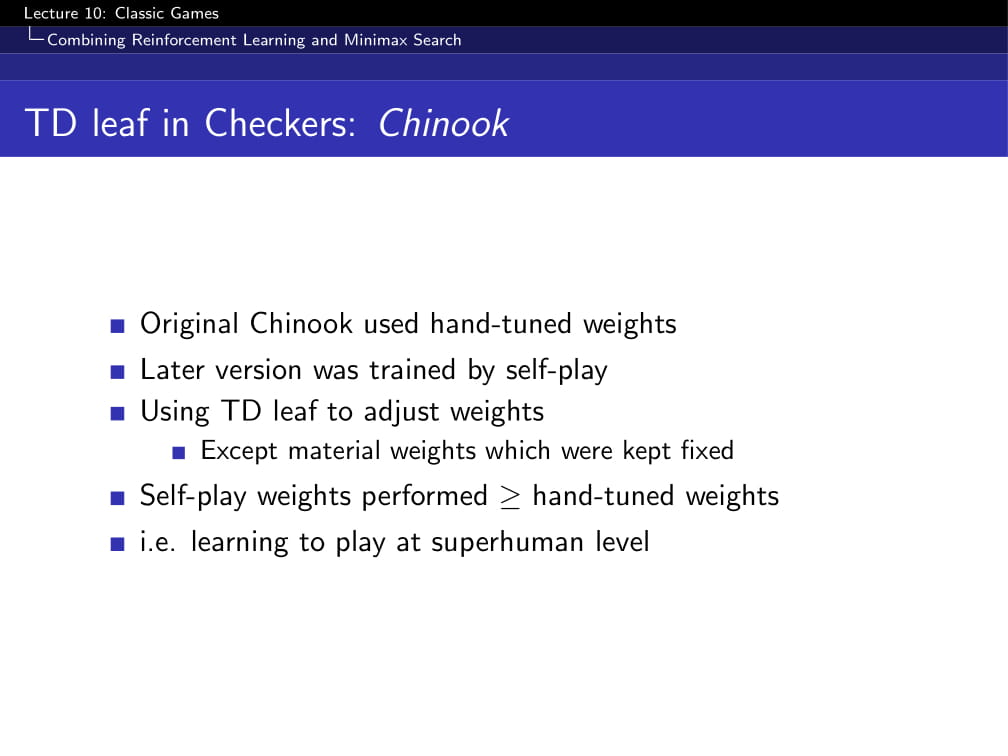 Lecture 10: Classic Games
Combining Reinforcement Learning and Minimax Search
TD leaf in Checkers: Chinook
Original Chinook used hand-tuned weights
Later version was trained by self-play
Using TD leaf to adjust weights
Except material weights which were kept fixed
Self-play weights performed ≥ hand-tuned weights
i.e. learning to play at superhuman level